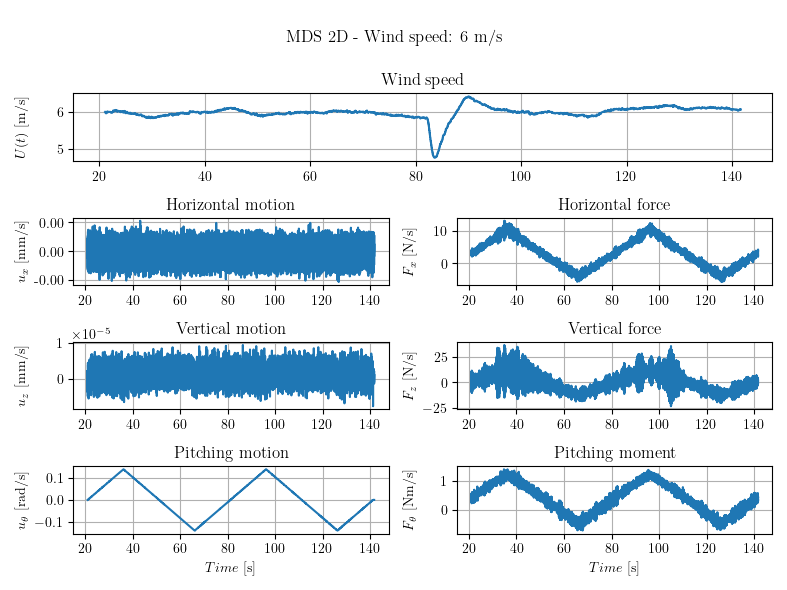 MDS 2D - Wind speed: 6 m/s
Wind speed
U(t) [m/s]
6
5
20 40 60 80 100 120 140
Horizontal motion
u_x [mm/s]
0.00
0.00
-0.00
20 40 60 80 100 120 140
Horizontal force
F_x [N/s]
10
0
20 40 60 80 100 120 140
Vertical motion
×10⁻⁵
u_z [mm/s]
1
0
20 40 60 80 100 120 140
Vertical force
F_z [N/s]
25
0
−25
20 40 60 80 100 120 140
Pitching motion
u_θ [rad/s]
0.1
0.0
−0.1
20 40 60 80 100 120 140
Time [s]
Pitching moment
F_θ [Nm/s]
1
0
20 40 60 80 100 120 140
Time [s]